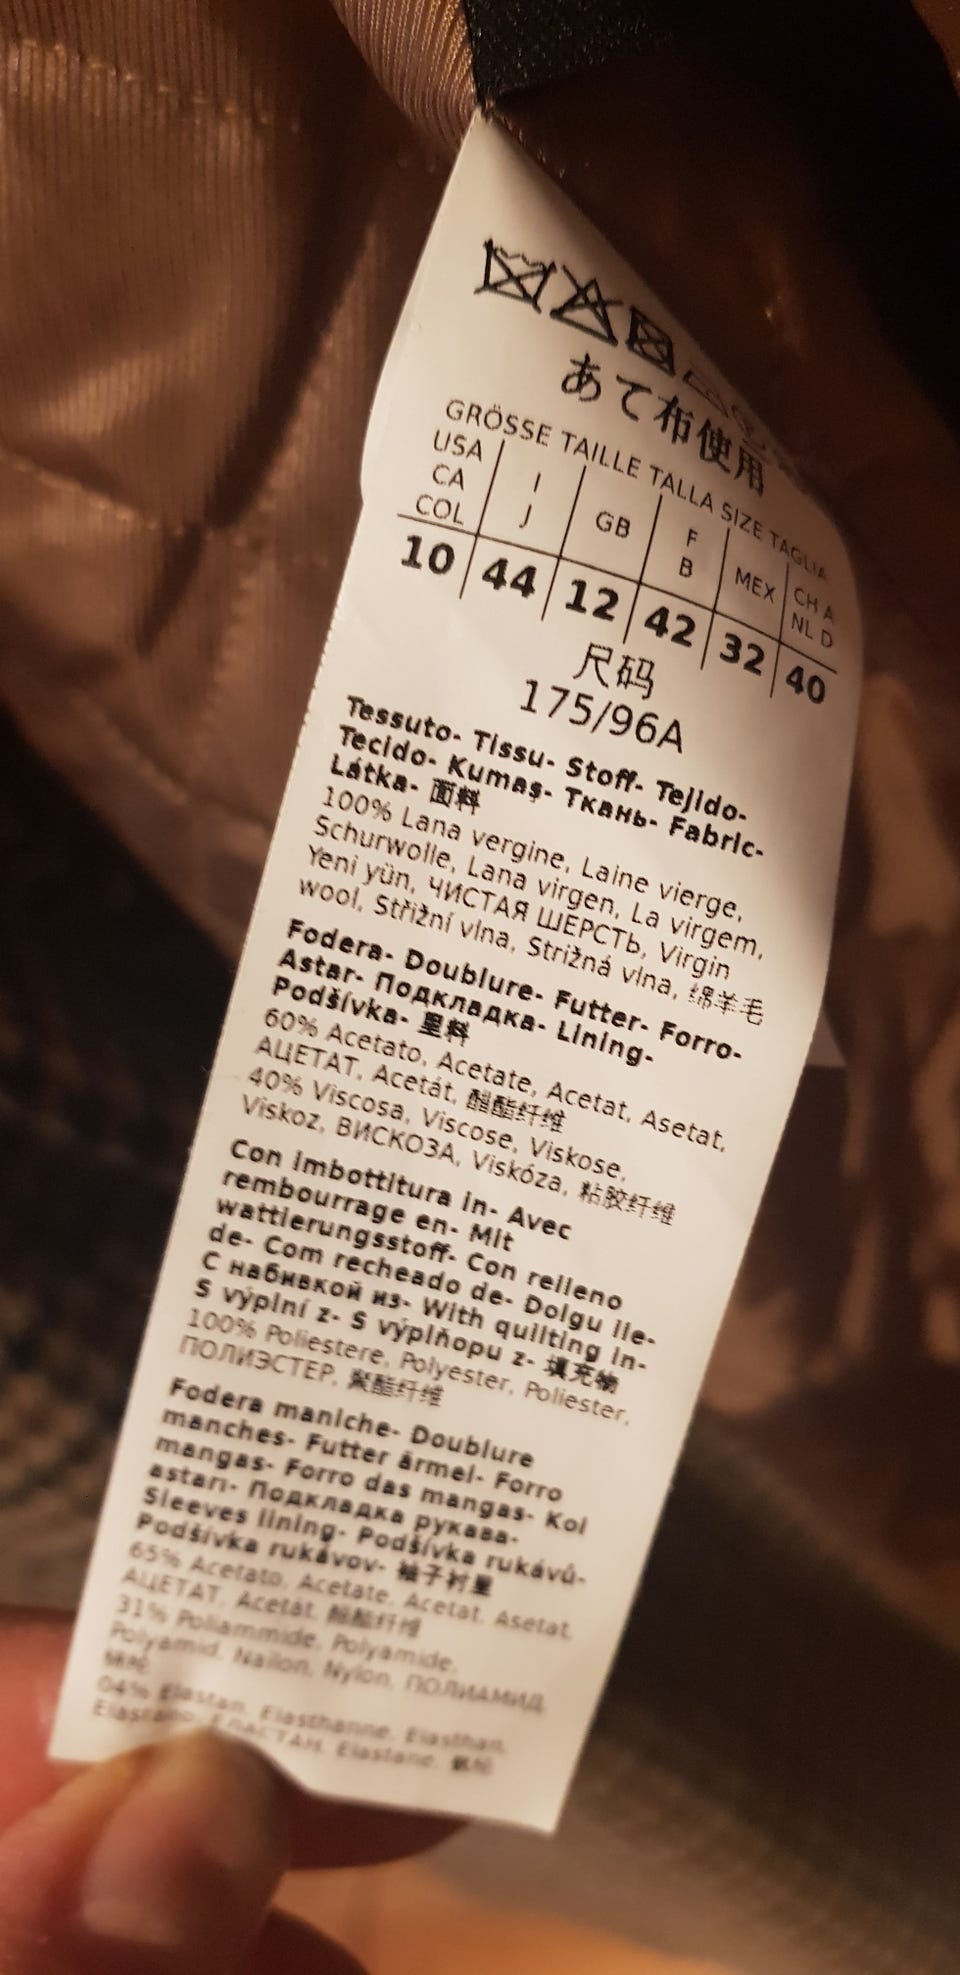 あて布使用
GRÖSSE TAILLE TALLA SIZE TAGLIA
USA CA COL I J GB F B MEX CH A NL D
10 44 12 42 32 40
尺码
175/96A
Tessuto- Tissu- Stoff- Tejido-
Tecido- Kumaş- Ткань- Fabric-
Látka- 面料
100% Lana vergine, Laine vierge,
Schurwolle, Lana virgen, La virgem,
Yeni yün, ЧИСТАЯ ШЕРСТЬ, Virgin
wool, Střižní vlna, Strižná vlna, 绵羊毛
Fodera- Doublure- Futter- Forro-
Astar- Подкладка- Lining-
Podšívka- 里料
60% Acetato, Acetate, Acetat, Asetat,
АЦЕТАТ, Acetát, 醋酯纤维
40% Viscosa, Viscose, Viskose,
Viskoz, ВИСКОЗА, Viskóza, 粘胶纤维
Con imbottitura in- Avec
rembourrage en- Mit
wattierungsstoff- Con relleno
de- Com recheado de- Dolgu ile-
С набивкой из- With quilting in-
S výplní z- S výplňopu z- 填充物
100% Poliestere, Polyester, Poliester,
ПОЛИЭСТЕР, 聚酯纤维
Fodera maniche- Doublure
manches- Futter ärmel- Forro
mangas- Forro das mangas- Kol
astarı- Подкладка рукава-
Sleeves lining- Podšívka rukávů-
Podšívka rukávov- 袖子衬里
65% Acetato, Acetate, Acetat, Asetat,
АЦЕТАТ, Acetát, 醋酯纤维
31% Poliammide, Polyamide,
Polyamid, Nailon, Nylon, ПОЛИАМИД,
锦纶
04% Elastan, Elasthanne, Elasthan,
Elastano, ЕЛАСТАН, Elastane, 氨纶